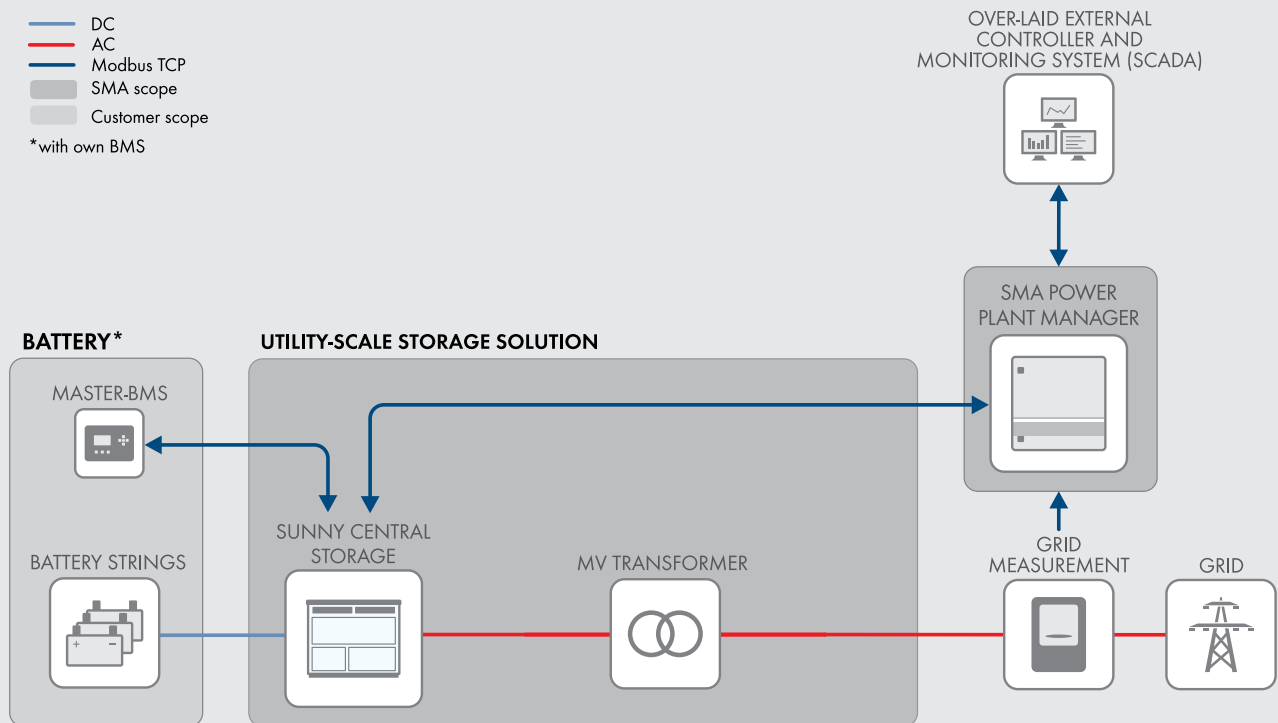 DC
AC
Modbus TCP
SMA scope
Customer scope
*with own BMS
OVER-LAID EXTERNAL
CONTROLLER AND
MONITORING SYSTEM (SCADA)
SMA POWER
PLANT MANAGER
BATTERY*
UTILITY-SCALE STORAGE SOLUTION
MASTER-BMS
SUNNY CENTRAL
STORAGE
BATTERY STRINGS
MV TRANSFORMER
GRID
MEASUREMENT
GRID